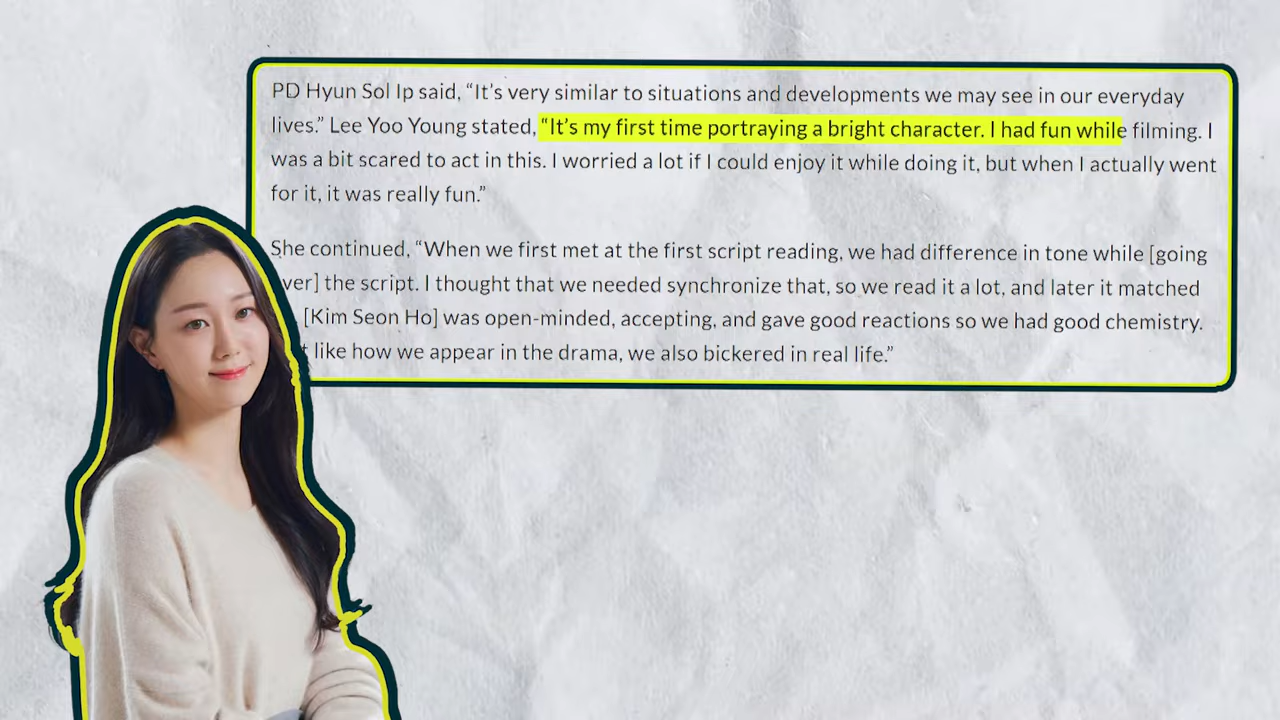 PD Hyun Sol Ip said, “It’s very similar to situations and developments we may see in our everyday
lives.” Lee Yoo Young stated, “It’s my first time portraying a bright character. I had fun while filming. I
was a bit scared to act in this. I worried a lot if I could enjoy it while doing it, but when I actually went
for it, it was really fun.”
She continued, “When we first met at the first script reading, we had difference in tone while [going
ver] the script. I thought that we needed synchronize that, so we read it a lot, and later it matched
[Kim Seon Ho] was open-minded, accepting, and gave good reactions so we had good chemistry.
like how we appear in the drama, we also bickered in real life.”